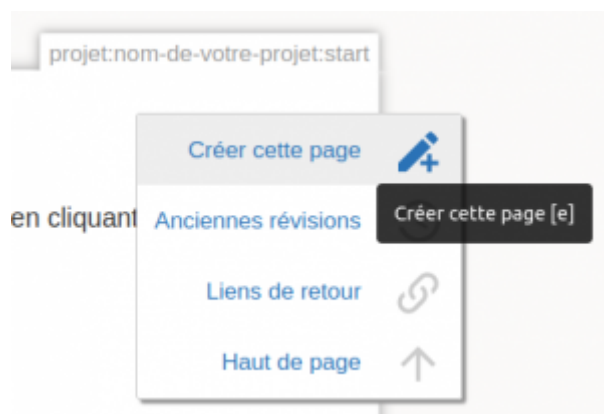 projet:nom-de-votre-projet:start
Créer cette page
en cliquant
Anciennes révisions
Créer cette page [e]
Liens de retour
Haut de page